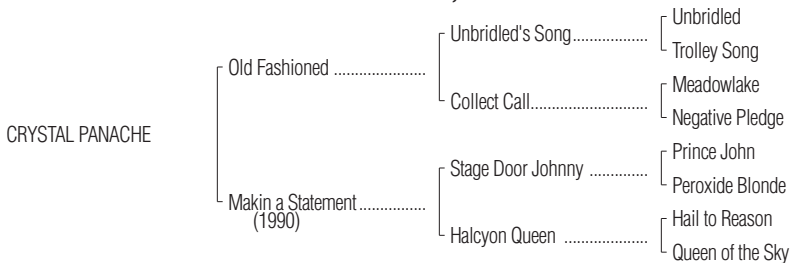 Unbridled
Unbridled's Song.................
Trolley Song
Old Fashioned ......................
Meadowlake
Collect Call...........................
Negative Pledge
CRYSTAL PANACHE
Prince John
Stage Door Johnny ..............
Peroxide Blonde
Makin a Statement................
(1990)
Hail to Reason
Halcyon Queen ....................
Queen of the Sky